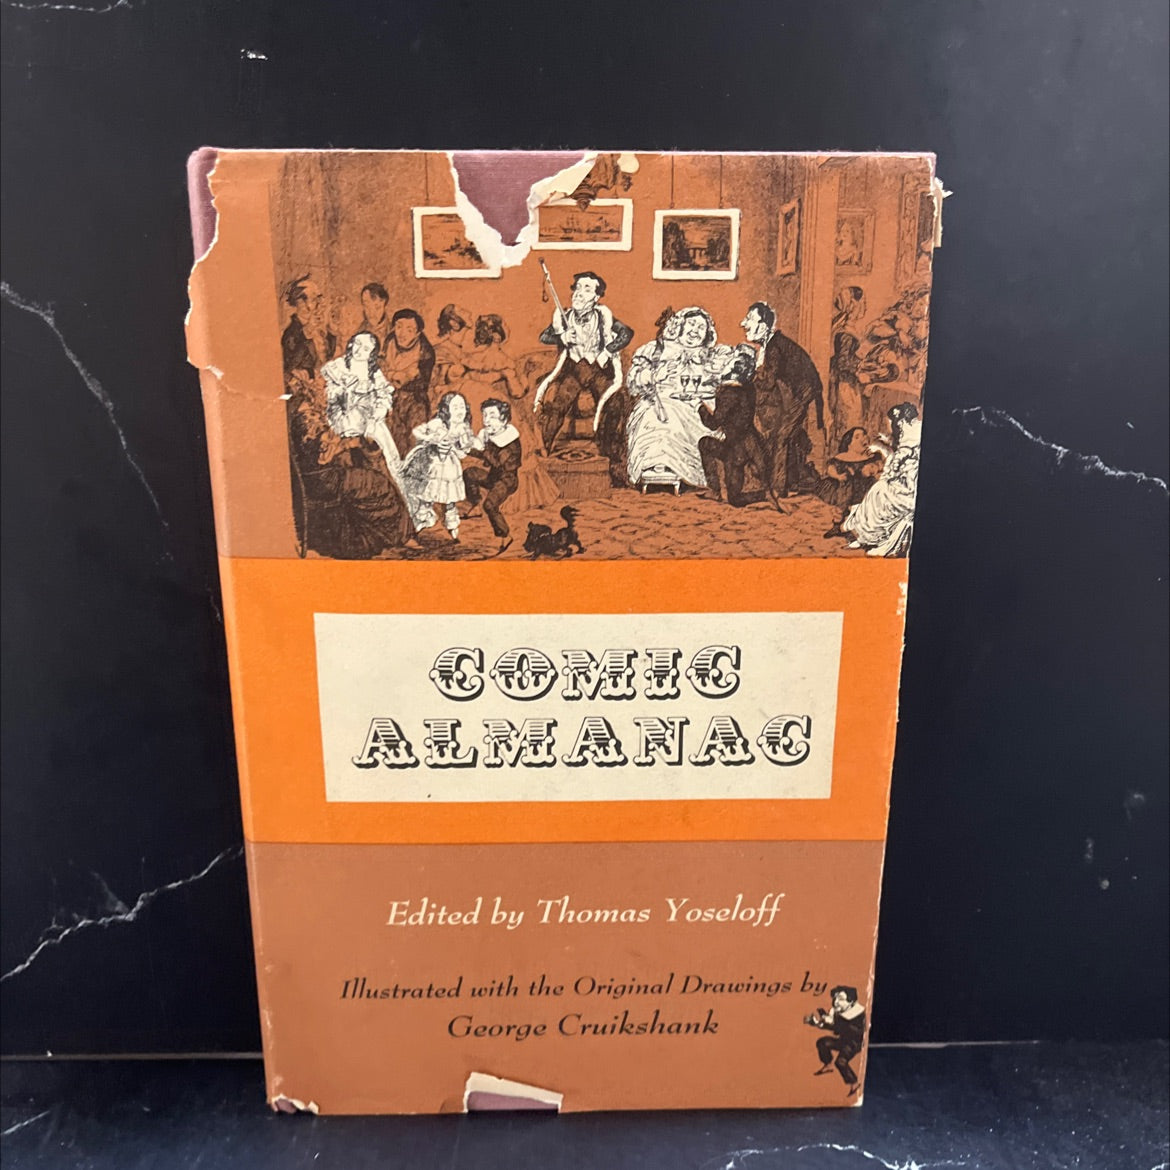 COMIC
ALMANAC
Edited by Thomas Yoseloff
Illustrated with the Original Drawings by
George Cruikshank